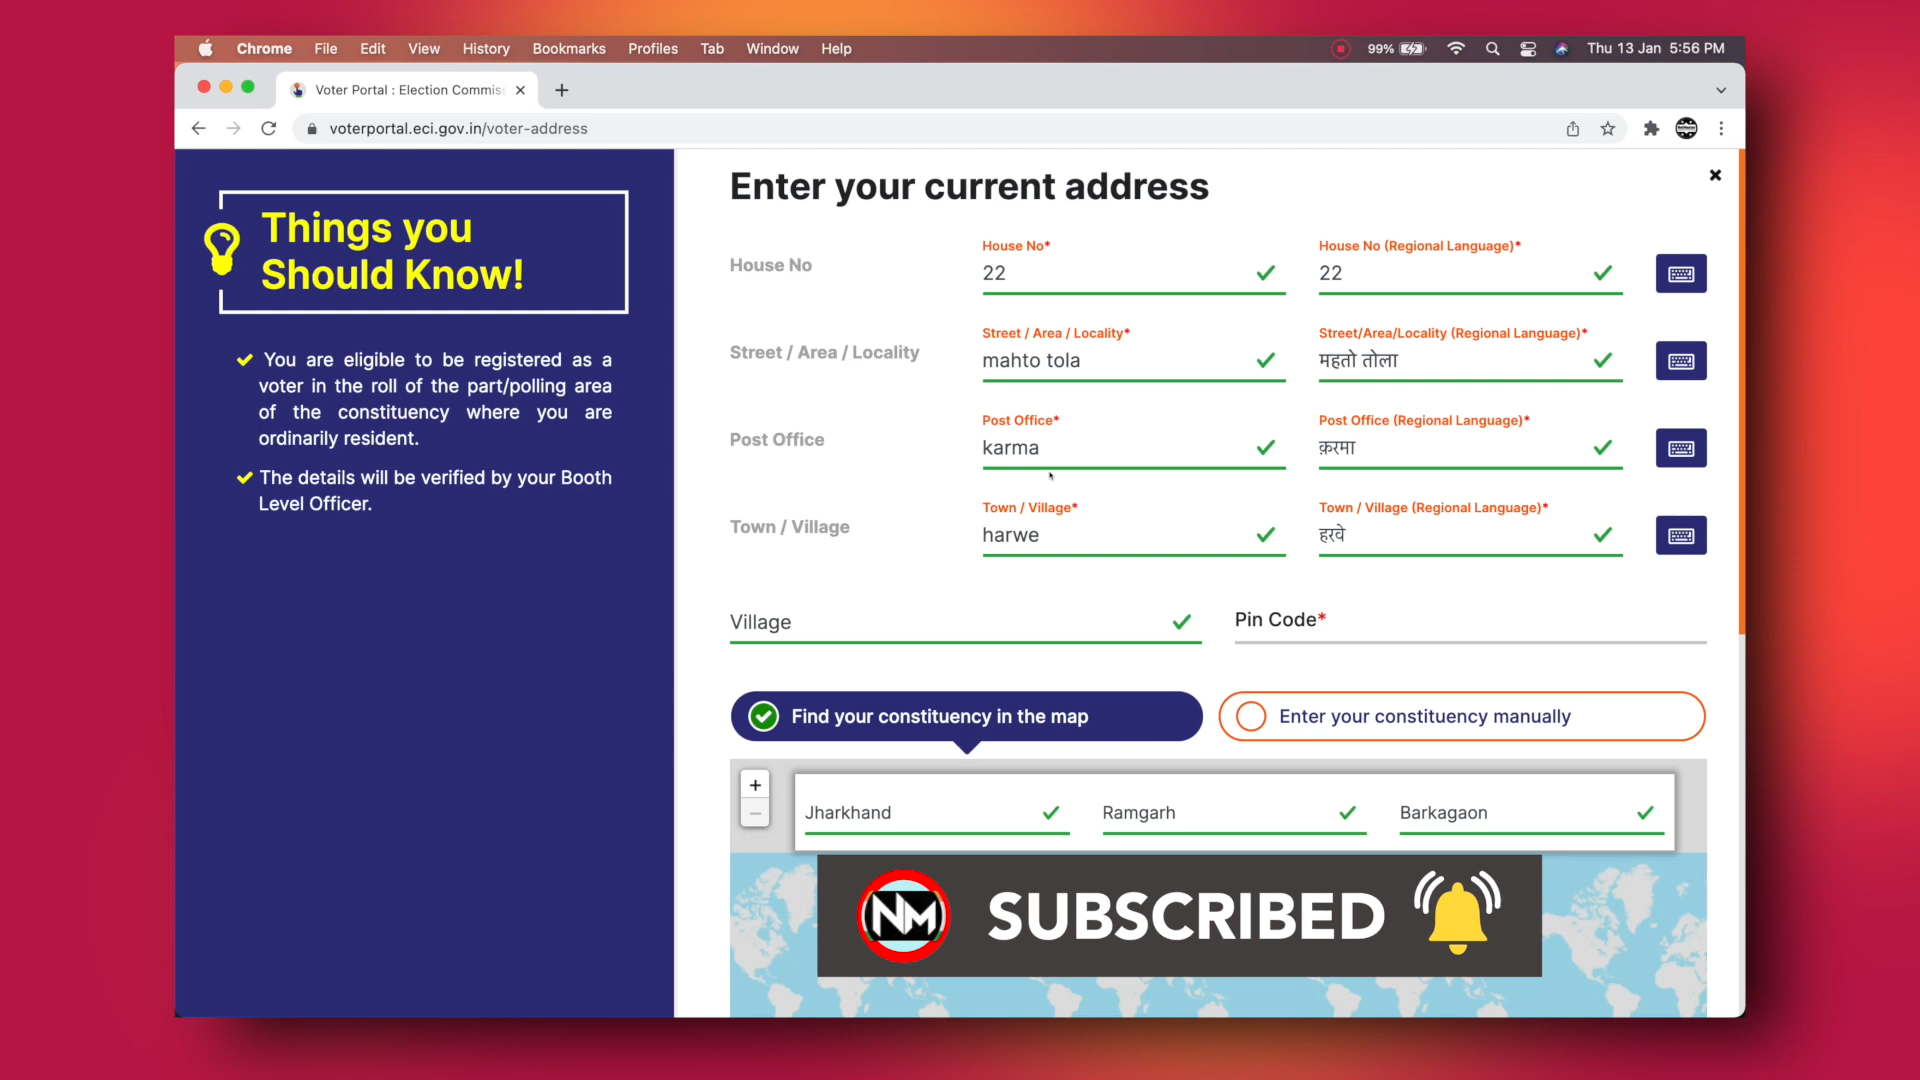 Chrome File Edit View History Bookmarks Profiles Tab Window Help 99% Thu 13 Jan 5:56 PM
Voter Portal : Election Commis
voterportal.eci.gov.in/voter-address
Things you
Should Know!
You are eligible to be registered as a
voter in the roll of the part/polling area
of the constituency where you are
ordinarily resident.
The details will be verified by your Booth
Level Officer.
Enter your current address
House No* House No (Regional Language)*
House No 22 22
Street / Area / Locality* Street/Area/Locality (Regional Language)*
Street / Area / Locality mahto tola महतो तोला
Post Office* Post Office (Regional Language)*
Post Office karma क़रमा
Town / Village* Town / Village (Regional Language)*
Town / Village harwe हरवे
Village Pin Code*
Find your constituency in the map Enter your constituency manually
Jharkhand Ramgarh Barkagaon
NM SUBSCRIBED